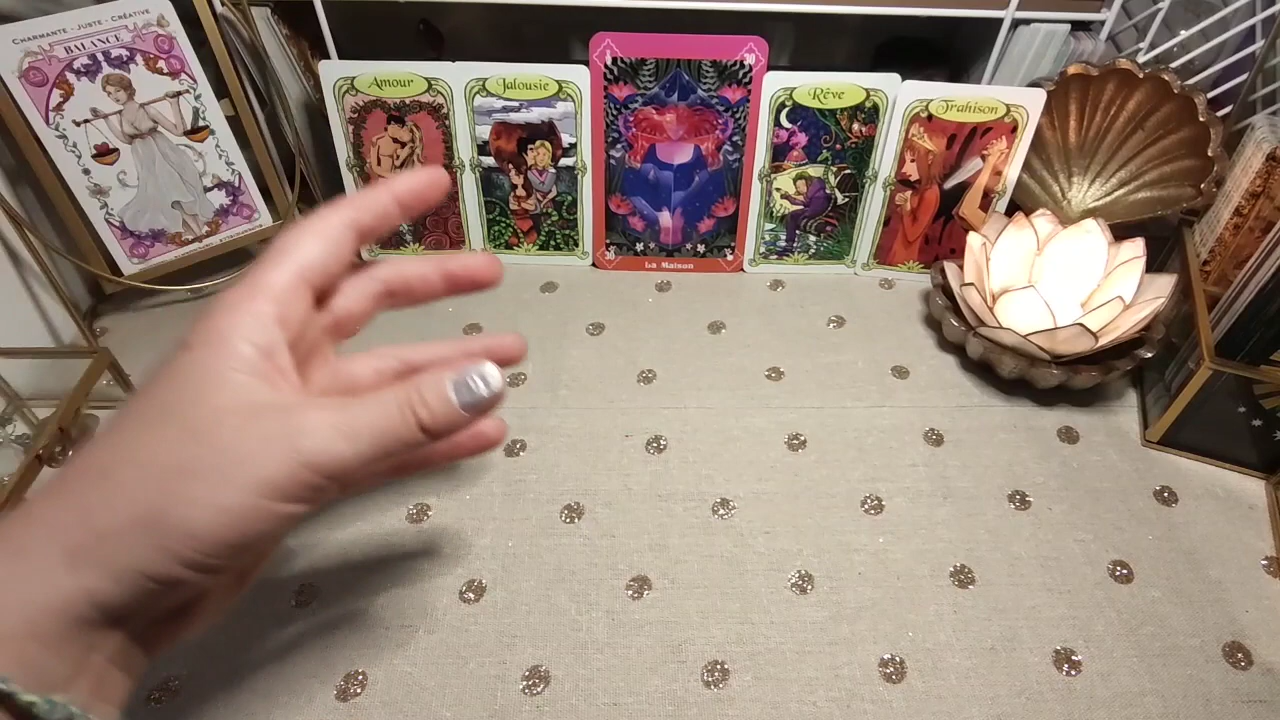 CHARMANTE - JUSTE - CRÉATIVE
BALANCE
Amour
Jalousie
30
30
La Maison
Rêve
Trahison